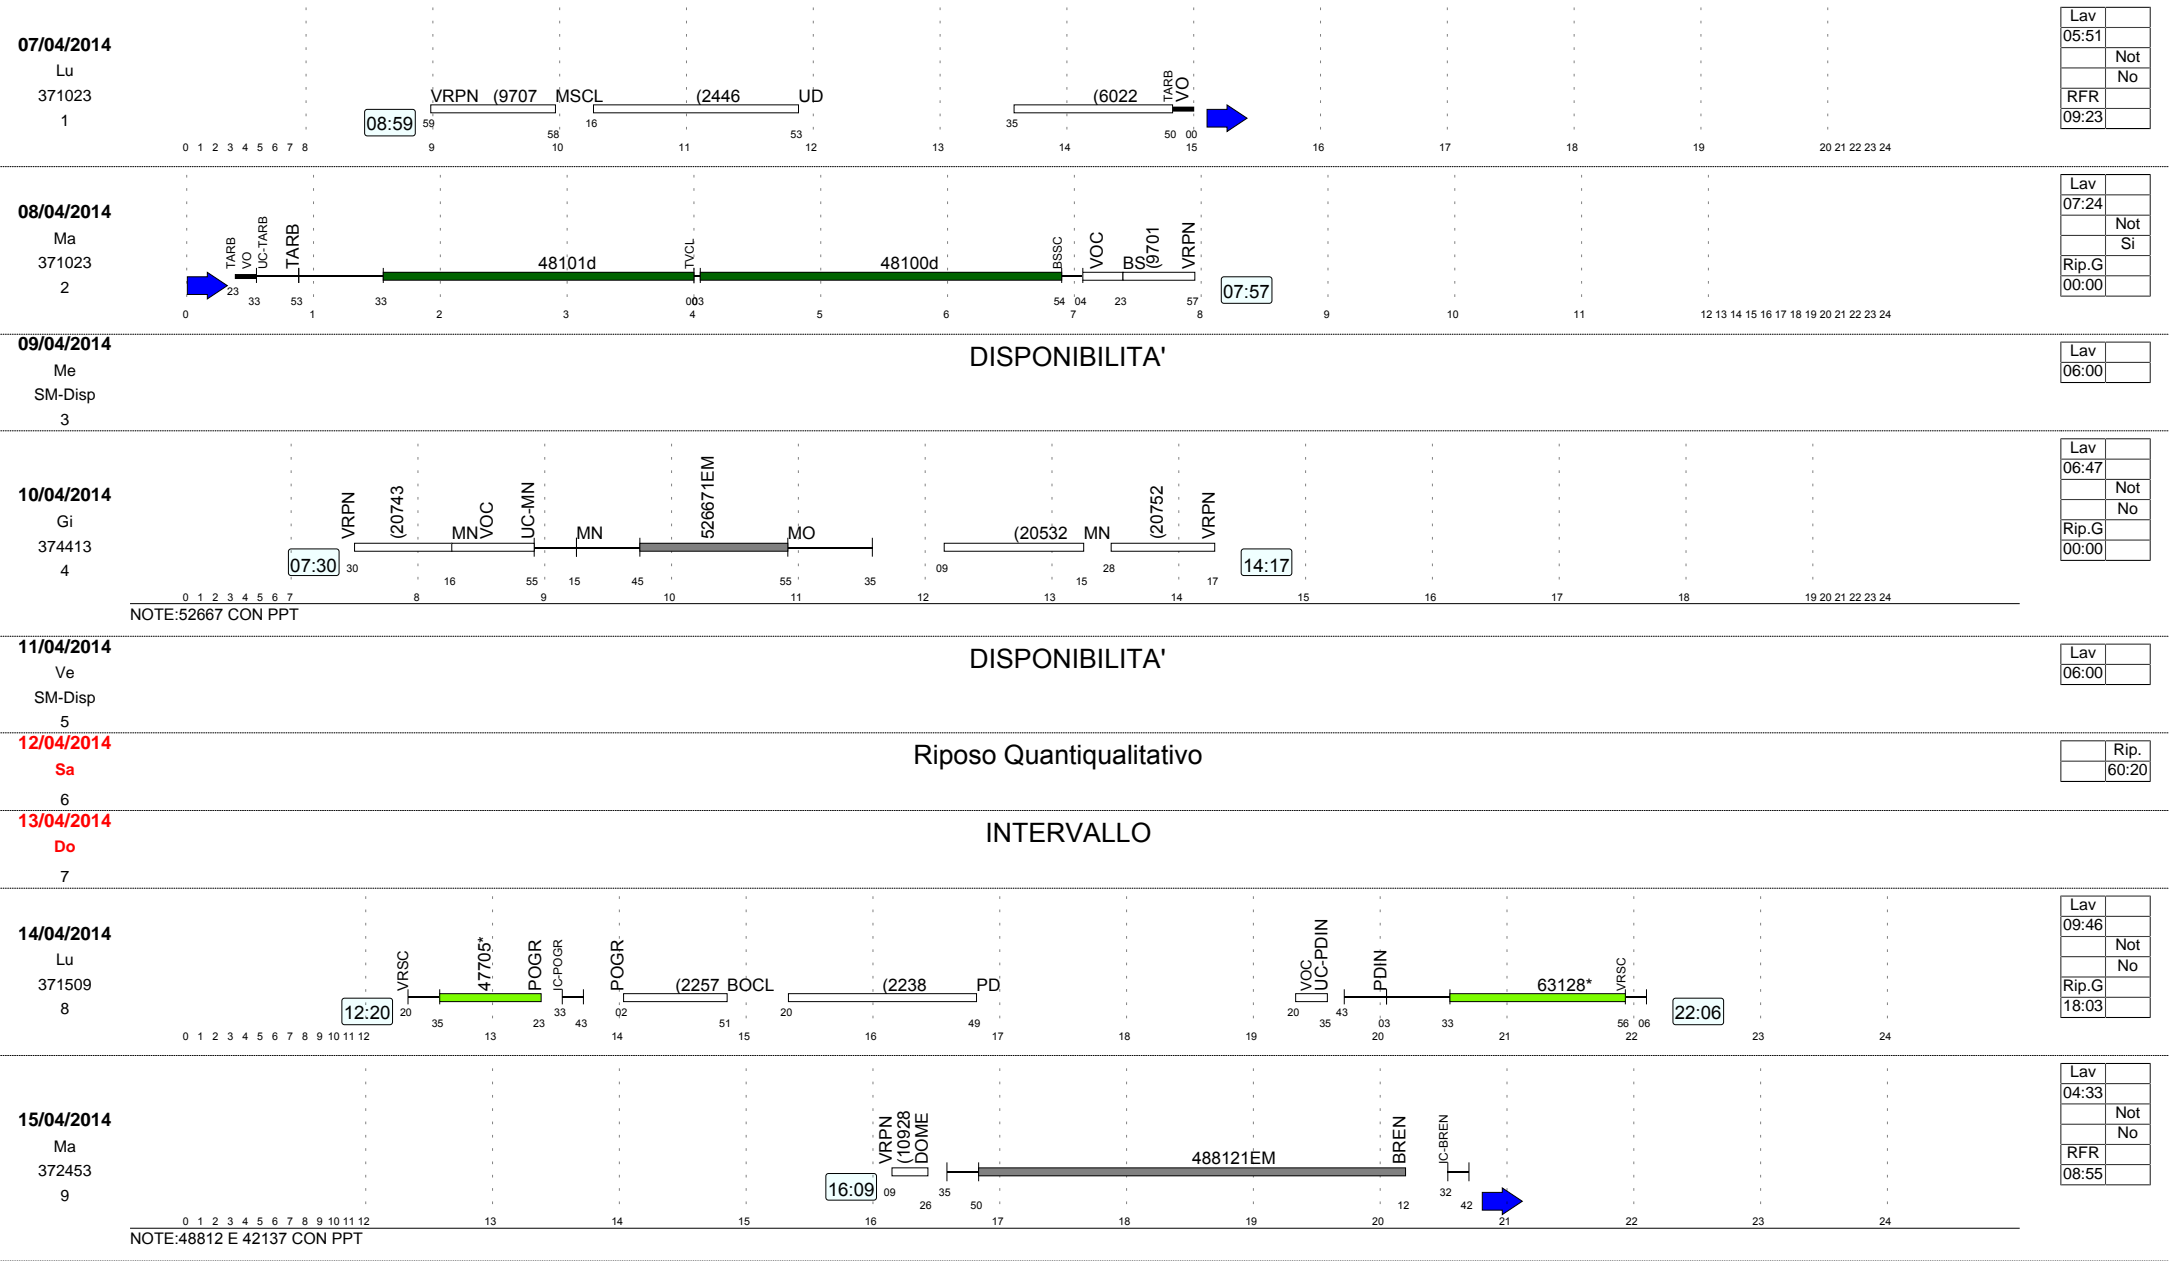 07/04/2014
Lu
371023
1
08:59
VRPN (9707 MSCL (2446 UD (6022 TARB VO
59 58 16 53 35 50 00
0 1 2 3 4 5 6 7 8 9 10 11 12 13 14 15 16 17 18 19 20 21 22 23 24
Lav
05:51
Not
No
RFR
09:23
08/04/2014
Ma
371023
2
TARB VO UC-TARB TARB 48101d TVCL 48100d BSSC VOC BS (9701 VRPN
23 33 53 33 00 03 54 04 23 57
07:57
0 1 2 3 4 5 6 7 8 9 10 11 12 13 14 15 16 17 18 19 20 21 22 23 24
Lav
07:24
Not
Si
Rip.G
00:00
09/04/2014
Me
SM-Disp
3
DISPONIBILITA'
Lav
06:00
10/04/2014
Gi
374413
4
07:30
VRPN (20743 MN VOC UC-MN MN 526671EM MO (20532 MN (20752 VRPN
30 16 55 15 45 55 35 09 15 28 17
14:17
0 1 2 3 4 5 6 7 8 9 10 11 12 13 14 15 16 17 18 19 20 21 22 23 24
NOTE:52667 CON PPT
Lav
06:47
Not
No
Rip.G
00:00
11/04/2014
Ve
SM-Disp
5
DISPONIBILITA'
Lav
06:00
12/04/2014
Sa
6
Riposo Quantiqualitativo
Rip.
60:20
13/04/2014
Do
7
INTERVALLO
14/04/2014
Lu
371509
8
12:20
VRSC 47705* POGR IC-POGR POGR (2257 BOCL (2238 PD VOC UC-PDIN PDIN 63128* VRSC
20 35 23 33 43 02 51 20 49 20 35 43 03 33 56 06
22:06
0 1 2 3 4 5 6 7 8 9 10 11 12 13 14 15 16 17 18 19 20 21 22 23 24
Lav
09:46
Not
No
Rip.G
18:03
15/04/2014
Ma
372453
9
16:09
VRPN (10928 DOME 488121EM BREN IC-BREN
09 26 35 50 12 32 42
0 1 2 3 4 5 6 7 8 9 10 11 12 13 14 15 16 17 18 19 20 21 22 23 24
NOTE:48812 E 42137 CON PPT
Lav
04:33
Not
No
RFR
08:55